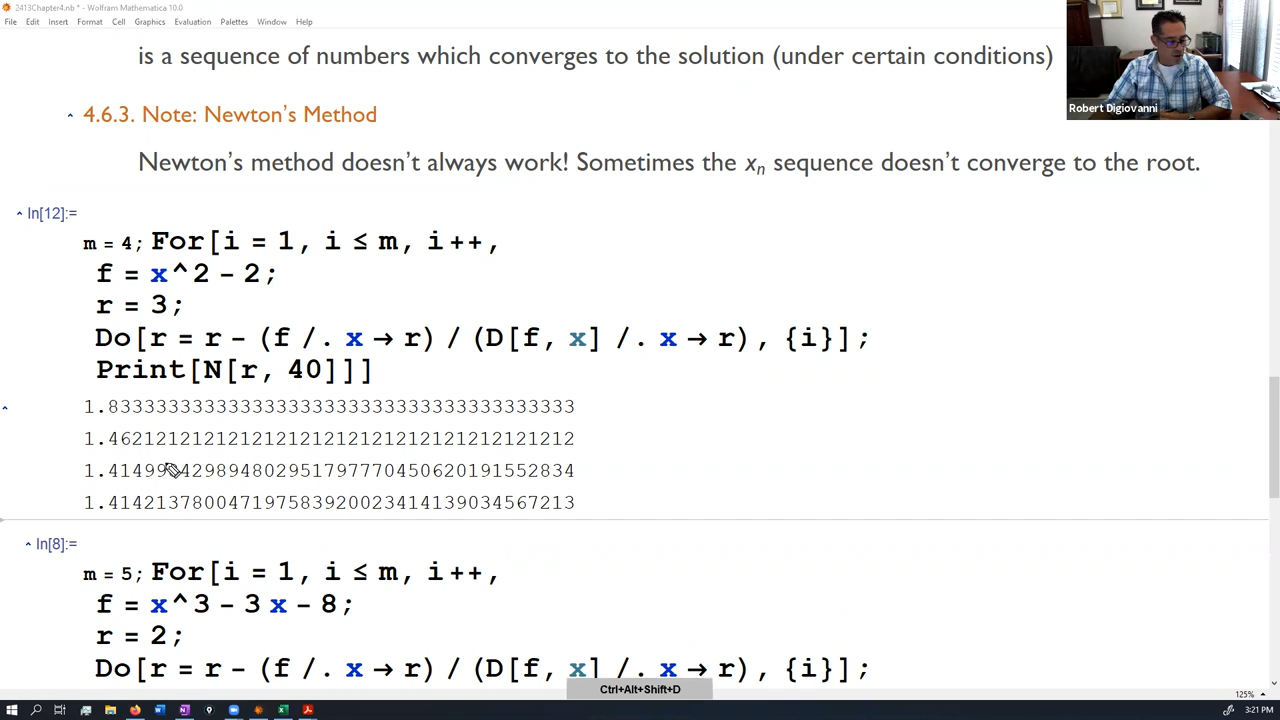 2413Chapter4.nb * - Wolfram Mathematica 10.0
File Edit Insert Format Cell Graphics Evaluation Palettes Window Help
is a sequence of numbers which converges to the solution (under certain conditions)
Robert Digiovanni
4.6.3. Note: Newton's Method
Newton's method doesn't always work! Sometimes the xₙ sequence doesn't converge to the root.
In[12]:=
m = 4; For[i = 1, i ≤ m, i++,
f = x^2 - 2;
r = 3;
Do[r = r - (f /. x → r) / (D[f, x] /. x → r), {i}];
Print[N[r, 40]]]
1.833333333333333333333333333333333333333
1.462121212121212121212121212121212121212
1.4149984298948029517977704506201915528​34
1.414213780047197583920023414139034567213
In[8]:=
m = 5; For[i = 1, i ≤ m, i++,
f = x^3 - 3 x - 8;
r = 2;
Do[r = r - (f /. x → r) / (D[f, x] /. x → r), {i}];
Ctrl+Alt+Shift+D
125%
3:21 PM